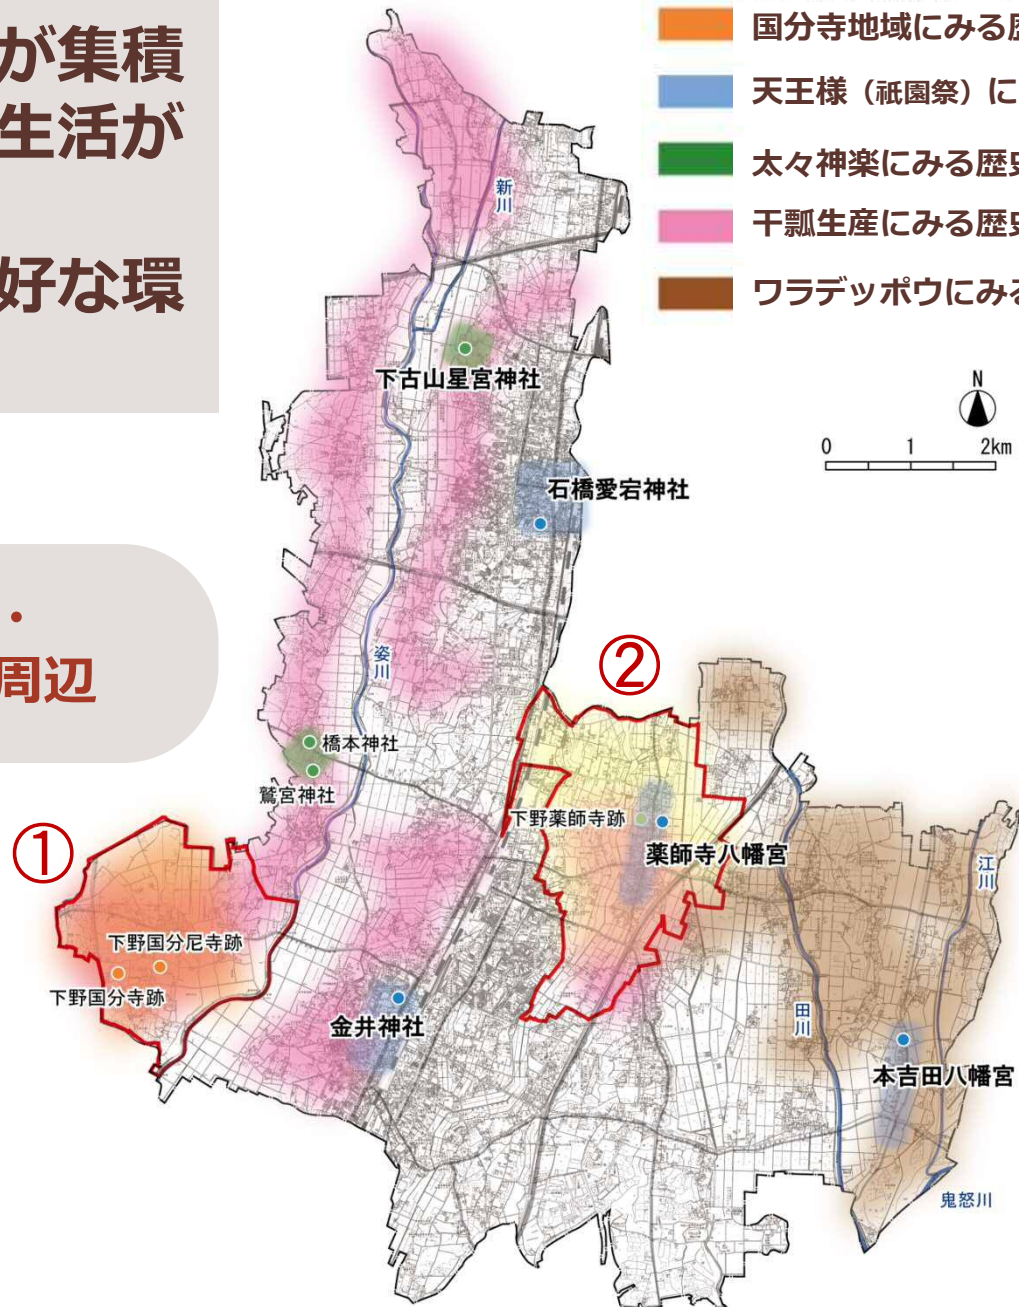 が集積
生活が
好な環
・
周辺
国分寺地域にみる歴
天王様（祇園祭）に
太々神楽にみる歴史
干瓢生産にみる歴史
ワラデッポウにみる
N
0 1 2km
新川
下古山星宮神社
石橋愛宕神社
姿川
②
橋本神社
鷲宮神社
下野薬師寺跡
薬師寺八幡宮
①
江川
下野国分尼寺跡
下野国分寺跡
金井神社
田川
本吉田八幡宮
鬼怒川